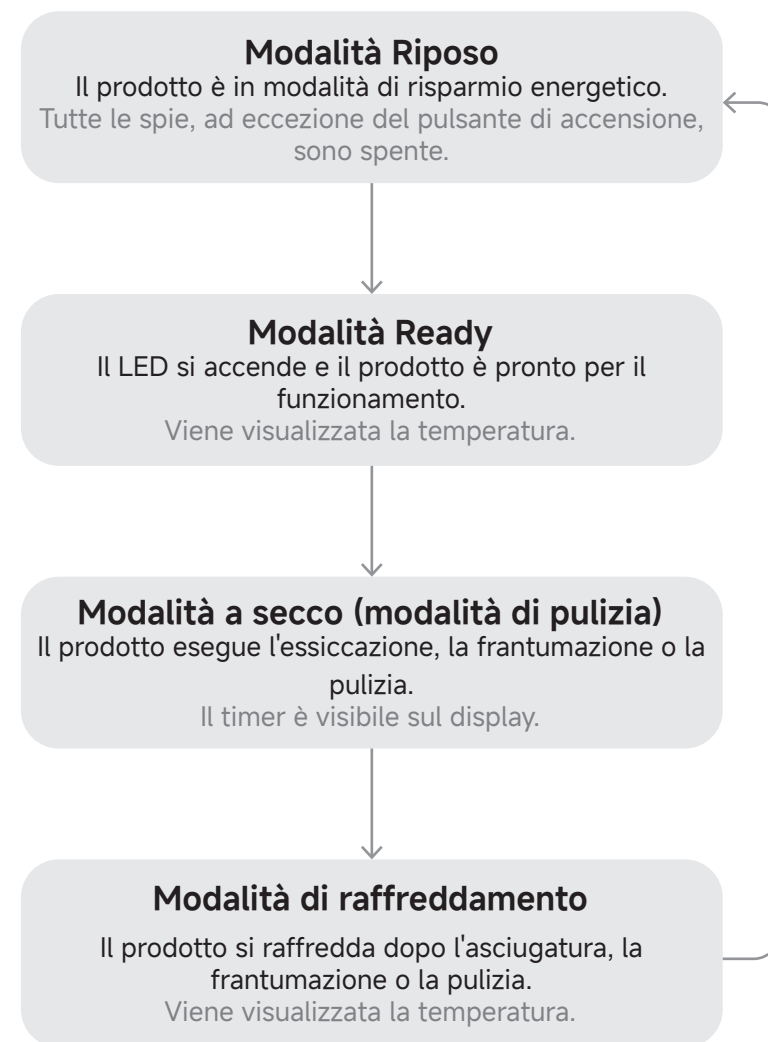 Modalità Riposo
Il prodotto è in modalità di risparmio energetico.
Tutte le spie, ad eccezione del pulsante di accensione,
sono spente.
Modalità Ready
Il LED si accende e il prodotto è pronto per il
funzionamento.
Viene visualizzata la temperatura.
Modalità a secco (modalità di pulizia)
Il prodotto esegue l'essiccazione, la frantumazione o la
pulizia.
Il timer è visibile sul display.
Modalità di raffreddamento
Il prodotto si raffredda dopo l'asciugatura, la
frantumazione o la pulizia.
Viene visualizzata la temperatura.